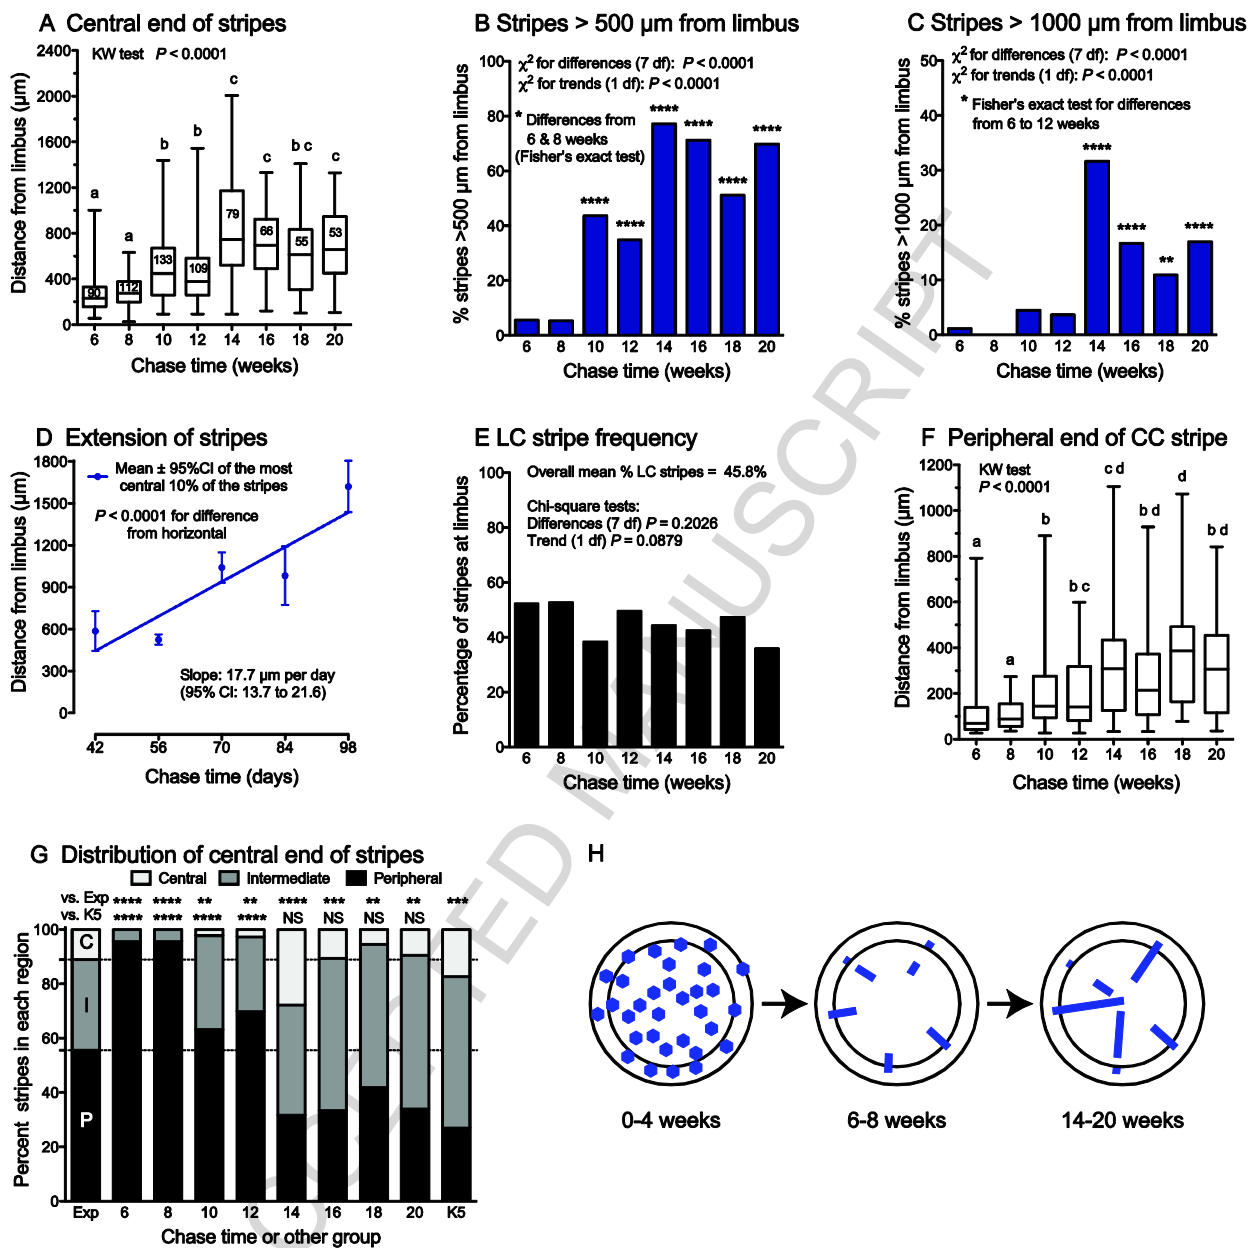 A Central end of stripes
KW test P < 0.0001
Distance from limbus (µm)
2400
2000
1600
1200
800
400
0
a
a
b
b
c
c
b c
c
90
112
133
109
79
66
55
53
6 8 10 12 14 16 18 20
Chase time (weeks)
B Stripes > 500 µm from limbus
χ2 for differences (7 df): P < 0.0001
χ2 for trends (1 df): P < 0.0001
* Differences from
6 & 8 weeks
(Fisher's exact test)
% stripes >500 µm from limbus
100
80
60
40
20
0
****
****
****
****
****
****
6 8 10 12 14 16 18 20
Chase time (weeks)
C Stripes > 1000 µm from limbus
χ2 for differences (7 df): P < 0.0001
χ2 for trends (1 df): P < 0.0001
* Fisher's exact test for differences
from 6 to 12 weeks
% stripes >1000 µm from limbus
50
40
30
20
10
0
****
****
**
****
6 8 10 12 14 16 18 20
Chase time (weeks)
D Extension of stripes
Mean ± 95%CI of the most
central 10% of the stripes
P < 0.0001 for difference
from horizontal
Distance from limbus (µm)
1800
1500
1200
900
600
300
0
Slope: 17.7 µm per day
(95% CI: 13.7 to 21.6)
42 56 70 84 98
Chase time (days)
E LC stripe frequency
Overall mean % LC stripes = 45.8%
Chi-square tests:
Differences (7 df) P = 0.2026
Trend (1 df) P = 0.0879
Percentage of stripes at limbus
100
80
60
40
20
0
6 8 10 12 14 16 18 20
Chase time (weeks)
F Peripheral end of CC stripe
KW test
P < 0.0001
Distance from limbus (µm)
1200
1000
800
600
400
200
0
a
a
b
b c
c d
b d
d
b d
6 8 10 12 14 16 18 20
Chase time (weeks)
G Distribution of central end of stripes
Central Intermediate Peripheral
vs. Exp **** **** ** ** **** *** ** ** ***
vs. K5 **** **** **** **** NS NS NS NS
Percent stripes in each region
100
80
60
40
20
0
C
I
P
Exp 6 8 10 12 14 16 18 20 K5
Chase time or other group
H
0-4 weeks 6-8 weeks 14-20 weeks